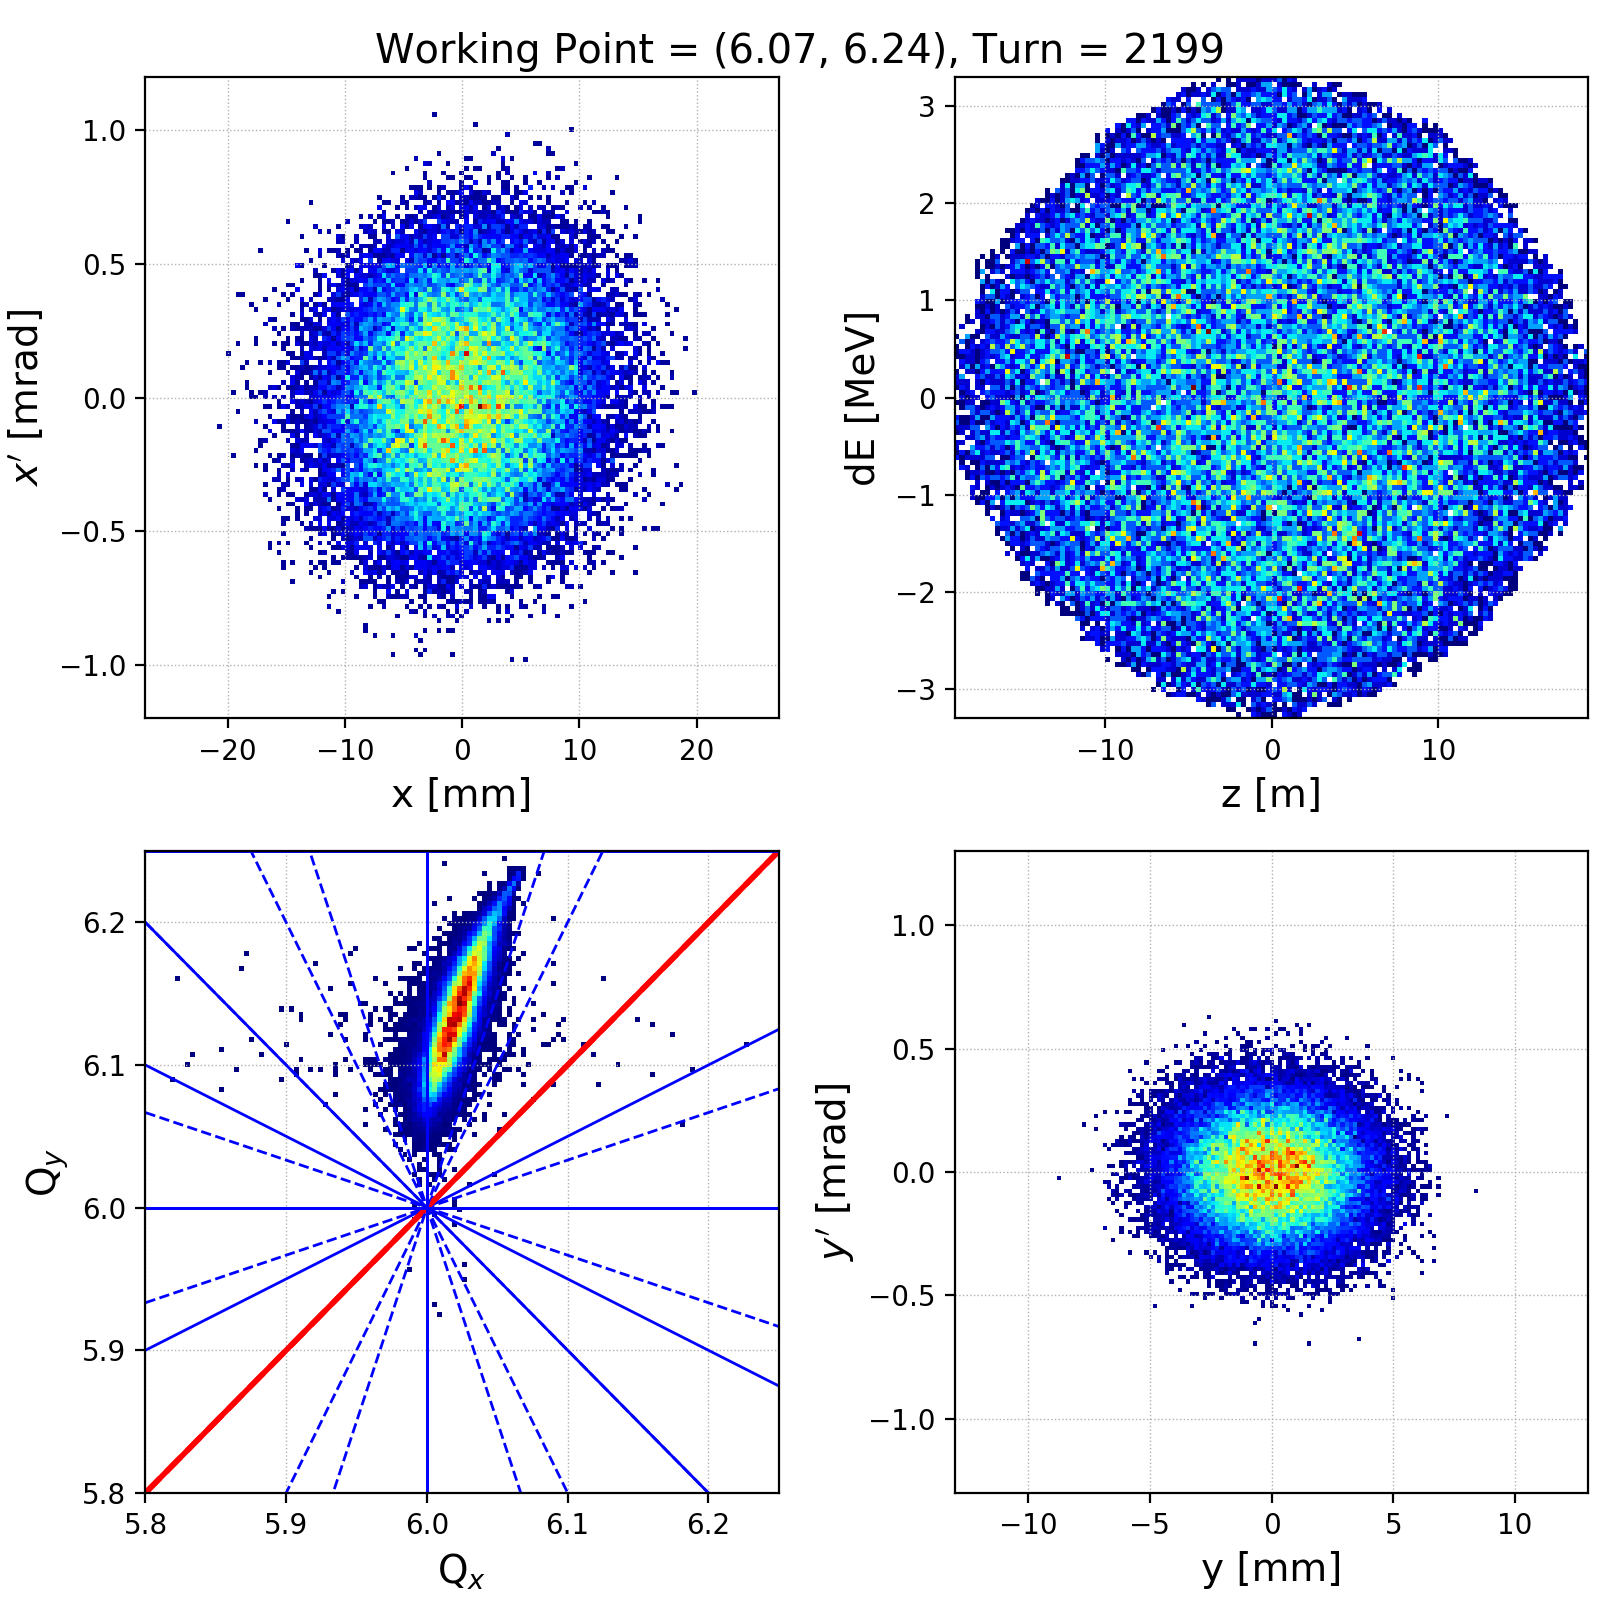 Working Point = (6.07, 6.24), Turn = 2199
1.0
0.5
0.0
−0.5
−1.0
x′ [mrad]
−20 −10 0 10 20
x [mm]
3
2
1
0
−1
−2
−3
dE [MeV]
−10 0 10
z [m]
6.2
6.1
6.0
5.9
5.8
Qy
5.8 5.9 6.0 6.1 6.2
Qx
1.0
0.5
0.0
−0.5
−1.0
y′ [mrad]
−10 −5 0 5 10
y [mm]